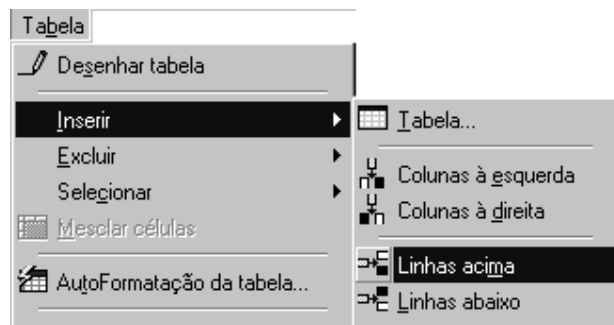 Tabela
Desenhar tabela
Inserir
Excluir
Selecionar
Mesclar células
AutoFormatação da tabela...
Tabela...
Colunas à esquerda
Colunas à direita
Linhas acima
Linhas abaixo